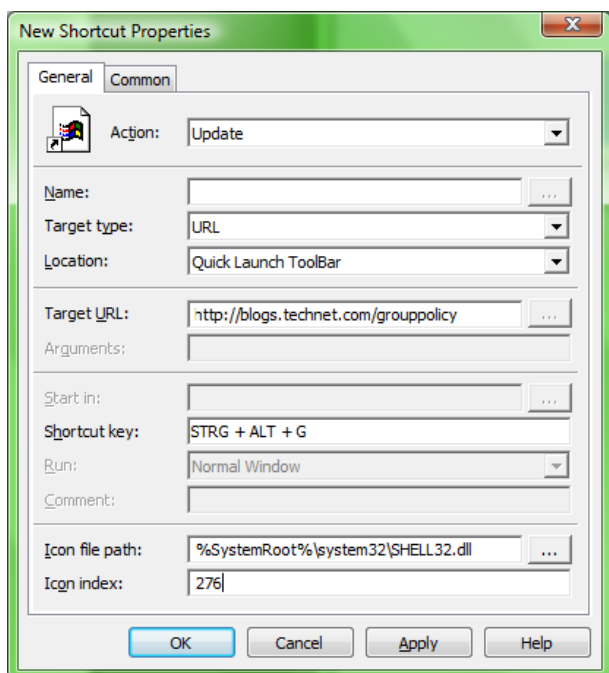 New Shortcut Properties
General Common
Action: Update
Name: ...
Target type: URL
Location: Quick Launch ToolBar
Target URL: http://blogs.technet.com/grouppolicy ...
Arguments:
Start in: ...
Shortcut key: STRG + ALT + G
Run: Normal Window
Comment:
Icon file path: %SystemRoot%\system32\SHELL32.dll ...
Icon index: 276
OK Cancel Apply Help